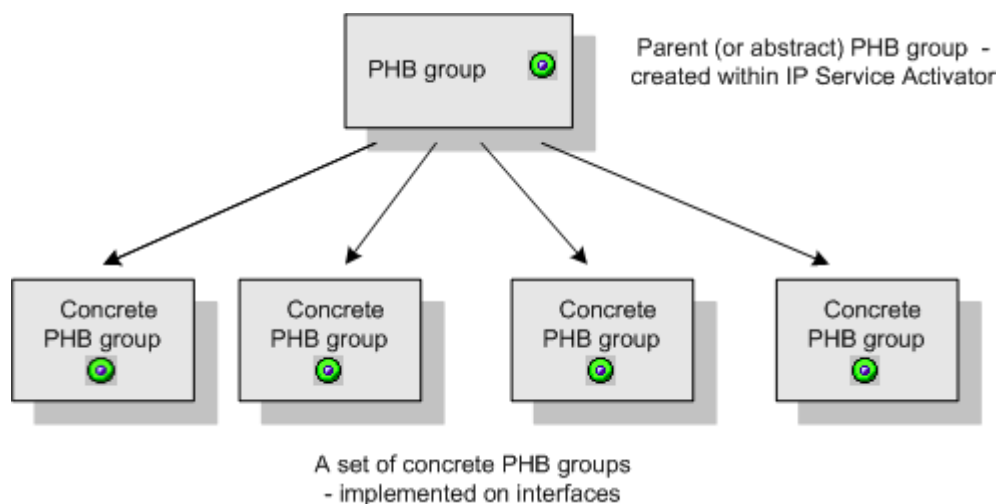 PHB group
Parent (or abstract) PHB group -
created within IP Service Activator
Concrete
PHB group
Concrete
PHB group
Concrete
PHB group
Concrete
PHB group
A set of concrete PHB groups
- implemented on interfaces